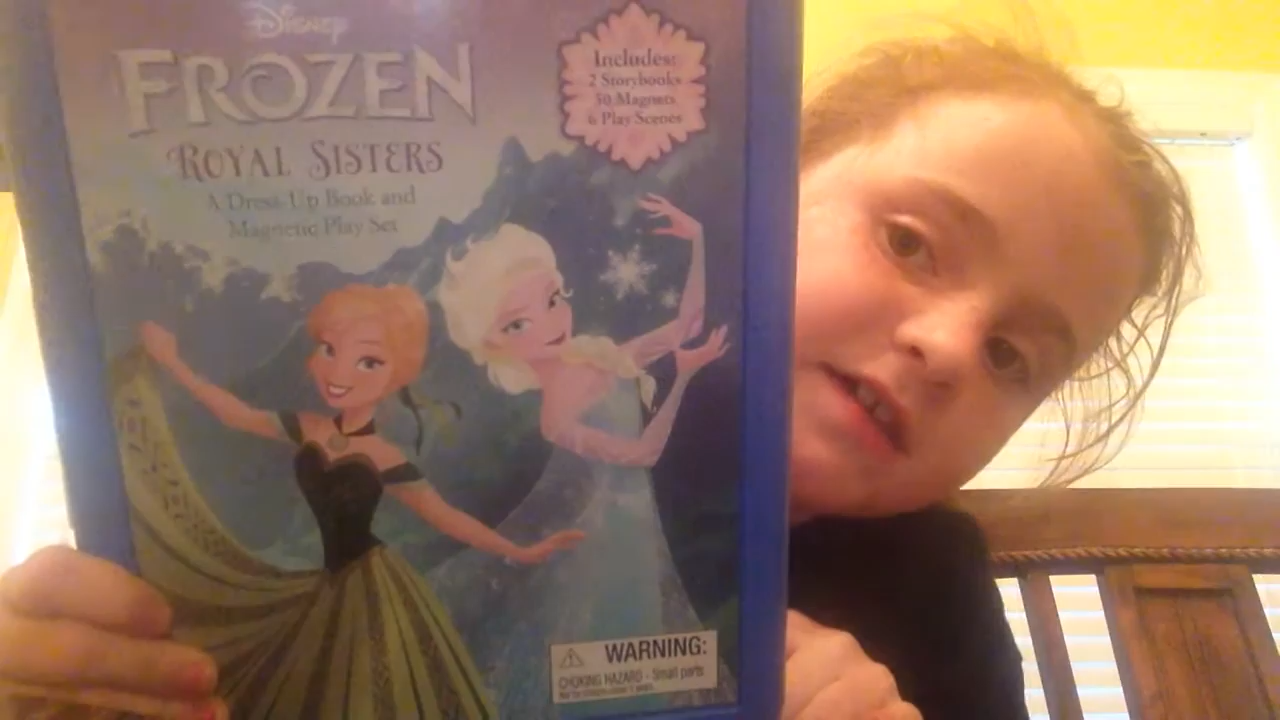 Disney
FROZEN
ROYAL SISTERS
A Dress-Up Book and
Magnetic Play Set
Includes:
2 Storybooks
30 Magnets
6 Play Scenes
WARNING:
CHOKING HAZARD - Small parts